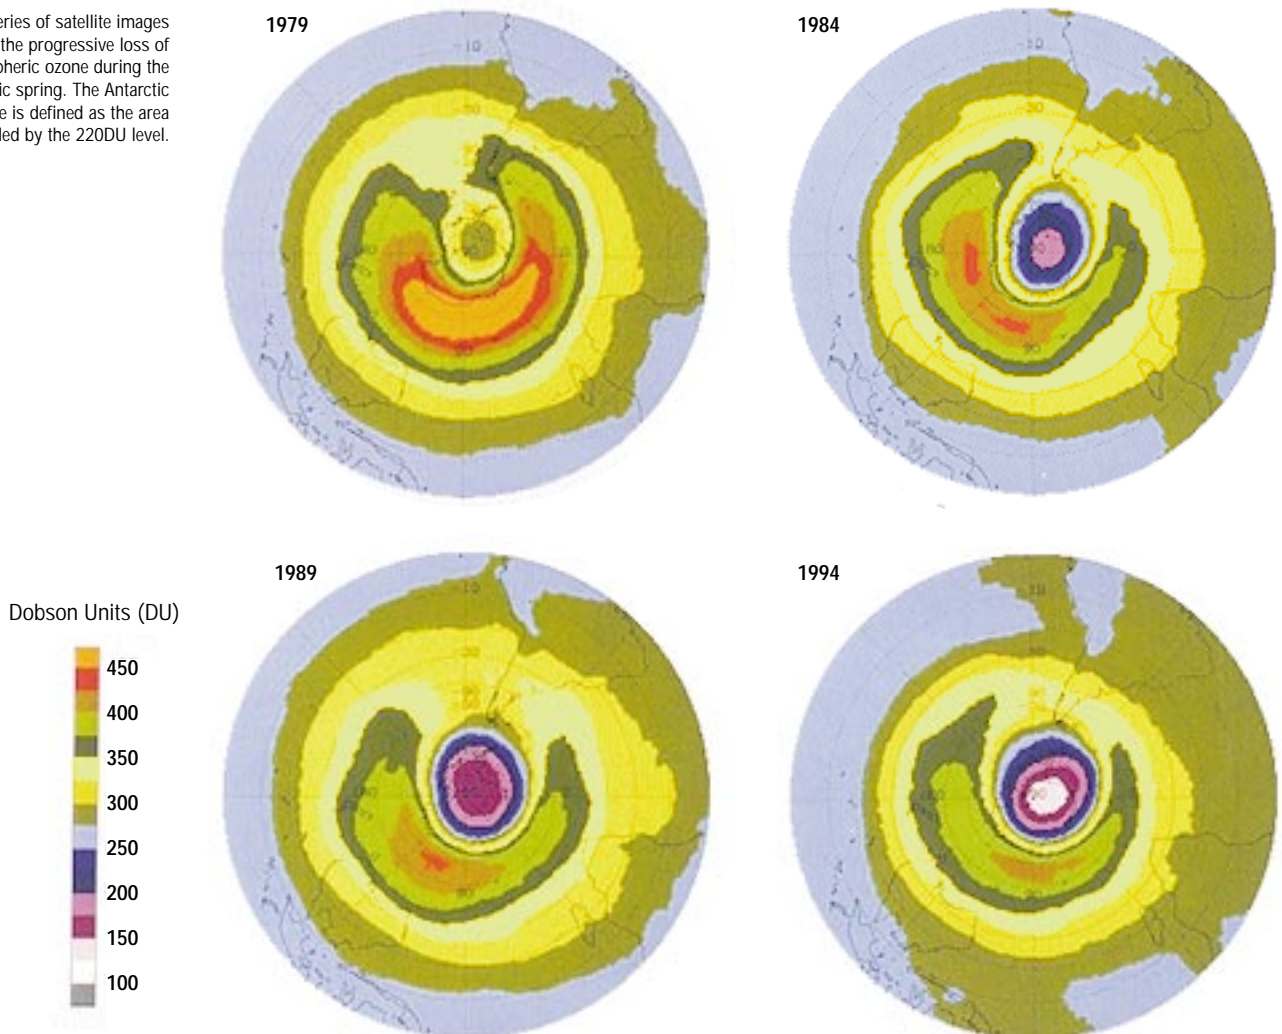 eries of satellite images
the progressive loss of
pheric ozone during the
ic spring. The Antarctic
e is defined as the area
led by the 220DU level.
1979
1984
1989
1994
Dobson Units (DU)
450
400
350
300
250
200
150
100